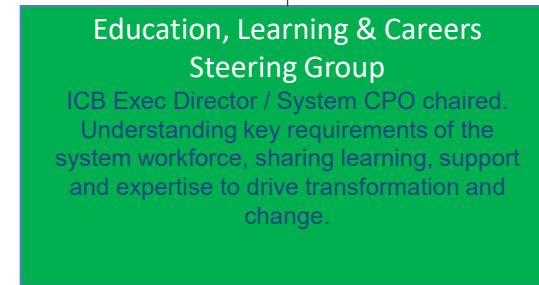 Education, Learning & Careers
Steering Group
ICB Exec Director / System CPO chaired.
Understanding key requirements of the
system workforce, sharing learning, support
and expertise to drive transformation and
change.